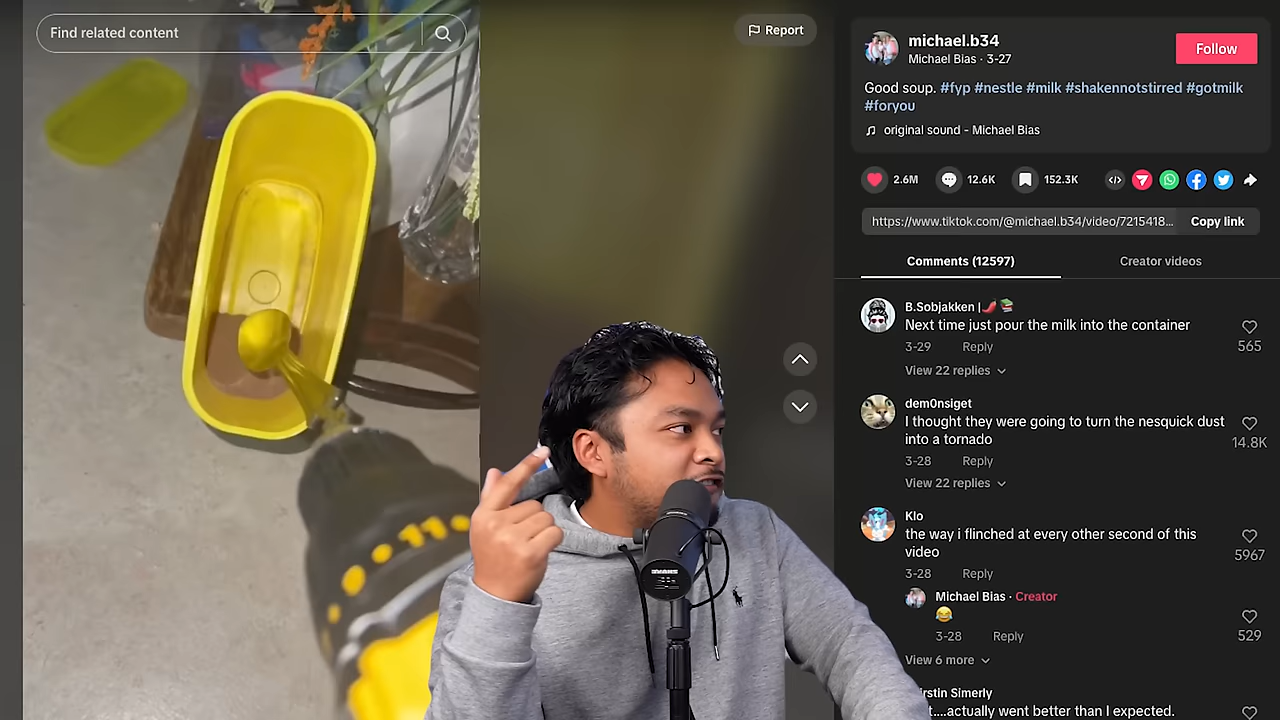 Find related content
Report
michael.b34
Michael Bias · 3-27
Follow
Good soup. #fyp #nestle #milk #shakennotstirred #gotmilk
#foryou
original sound - Michael Bias
2.6M
12.6K
152.3K
https://www.tiktok.com/@michael.b34/video/7215418...
Copy link
Comments (12597)
Creator videos
B.Sobjakken |🌶️📚
Next time just pour the milk into the container
565
3-29 Reply
View 22 replies
dem0nsiget
I thought they were going to turn the nesquick dust
into a tornado
14.8K
3-28 Reply
View 22 replies
Klo
the way i flinched at every other second of this
video
5967
3-28 Reply
Michael Bias · Creator
😂
529
3-28 Reply
View 6 more
Simerly
....actually went better than I expected.